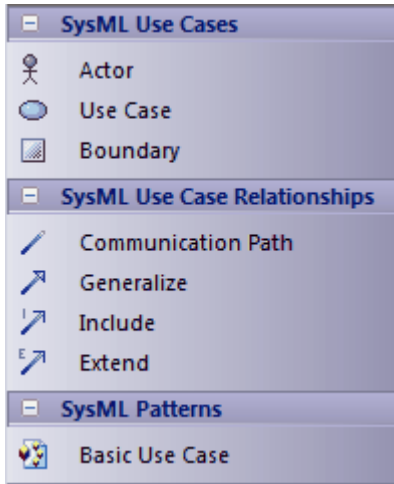 SysML Use Cases
Actor
Use Case
Boundary
SysML Use Case Relationships
Communication Path
Generalize
I
Include
E
Extend
SysML Patterns
Basic Use Case